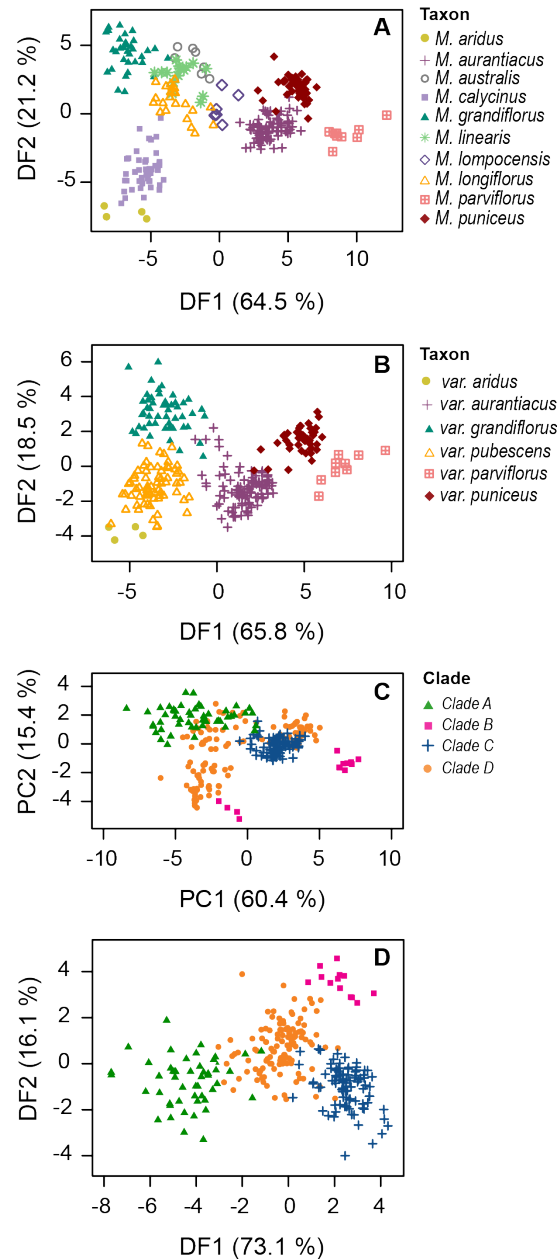 A
Taxon
M. aridus
M. aurantiacus
M. australis
M. calycinus
M. grandiflorus
M. linearis
M. lompocensis
M. longiflorus
M. parviflorus
M. puniceus
DF2 (21.2 %)
5
0
-5
-5
0
5
10
DF1 (64.5 %)
B
Taxon
var. aridus
var. aurantiacus
var. grandiflorus
var. pubescens
var. parviflorus
var. puniceus
DF2 (18.5 %)
6
4
2
0
-2
-4
-5
0
5
10
DF1 (65.8 %)
C
Clade
Clade A
Clade B
Clade C
Clade D
PC2 (15.4 %)
4
2
0
-2
-4
-10
-5
0
5
10
PC1 (60.4 %)
D
DF2 (16.1 %)
4
2
0
-2
-4
-8
-6
-4
-2
0
2
4
DF1 (73.1 %)